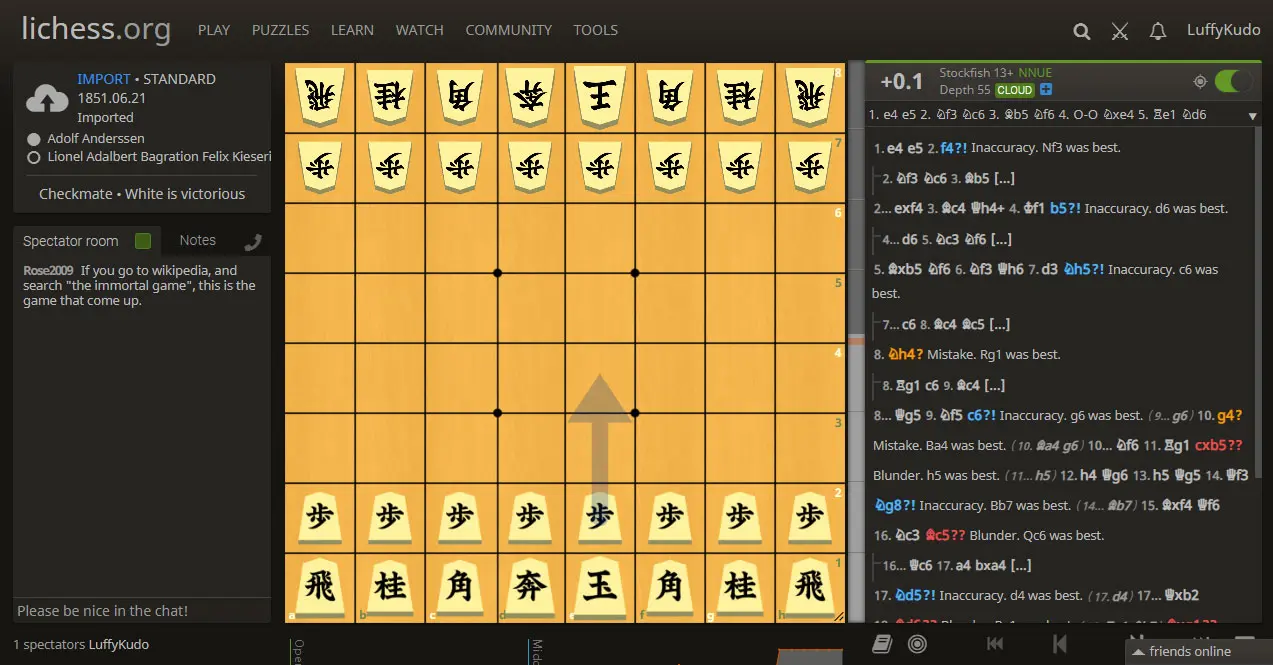 lichess.org PLAY PUZZLES LEARN WATCH COMMUNITY TOOLS LuffyKudo
IMPORT • STANDARD
1851.06.21
Imported
Adolf Anderssen
Lionel Adalbert Bagration Felix Kieseri
Checkmate • White is victorious
Spectator room Notes
Rose2009 If you go to wikipedia, and
search "the immortal game", this is the
game that come up.
Please be nice in the chat!
1 spectators LuffyKudo
飛 桂 角 奔 王 角 桂 飛 8
歩 歩 歩 歩 歩 歩 歩 歩 7
6
5
4
3
歩 歩 歩 歩 歩 歩 歩 歩 2
飛 桂 角 奔 玉 角 桂 飛 1
a b c d e f g h
Open
Midd
+0.1
Stockfish 13+ NNUE
Depth 55 CLOUD
1. e4 e5 2. ♘f3 ♘c6 3. ♗b5 ♘f6 4. O-O ♘xe4 5. ♖e1 ♘d6
1. e4 e5 2. f4?! Inaccuracy. Nf3 was best.
2. ♘f3 ♘c6 3. ♗b5 [...]
2... exf4 3. ♗c4 ♕h4+ 4. ♔f1 b5?! Inaccuracy. d6 was best.
4... d6 5. ♘c3 ♘f6 [...]
5. ♗xb5 ♘f6 6. ♘f3 ♕h6 7. d3 ♘h5?! Inaccuracy. c6 was
best.
7... c6 8. ♗c4 ♗c5 [...]
8. ♘h4? Mistake. Rg1 was best.
8. ♖g1 c6 9. ♗c4 [...]
8... ♕g5 9. ♘f5 c6?! Inaccuracy. g6 was best. (9... g6) 10. g4?
Mistake. Ba4 was best. (10. ♗a4 g6) 10... ♘f6 11. ♖g1 cxb5??
Blunder. h5 was best. (11... h5) 12. h4 ♕g6 13. h5 ♕g5 14. ♕f3
♘g8?! Inaccuracy. Bb7 was best. (14... ♗b7) 15. ♗xf4 ♕f6
16. ♘c3 ♗c5?? Blunder. Qc6 was best.
16... ♕c6 17. a4 bxa4 [...]
17. ♘d5?! Inaccuracy. d4 was best. (17. d4) 17... ♕xb2
friends online